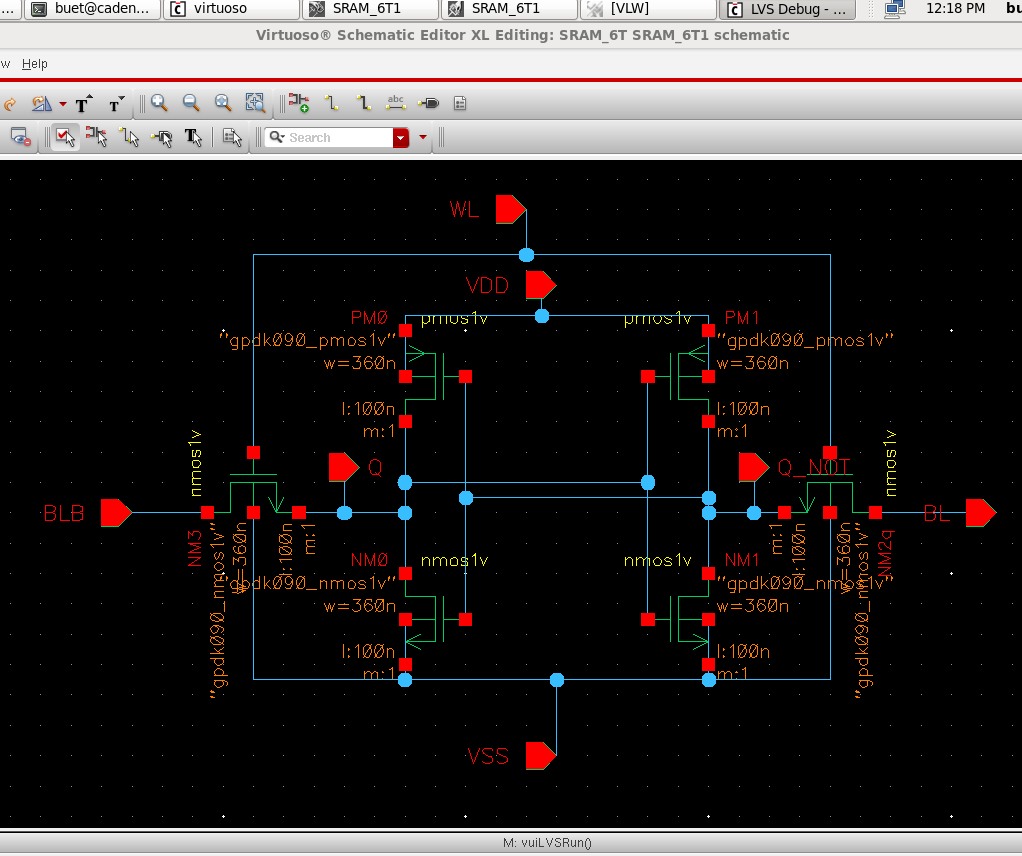 ... buet@caden... virtuoso SRAM_6T1 SRAM_6T1 [VLW] LVS Debug - ... 12:18 PM bu
Virtuoso® Schematic Editor XL Editing: SRAM_6T SRAM_6T1 schematic
w Help
abc
Search
WL
VDD
PM0 pmos1v
"gpdk090_pmos1v"
w=360n
l:100n
m:1
pmos1v PM1
"gpdk090_pmos1v"
w=360n
l:100n
m:1
nmos1v
Q
Q_NOT
nmos1v
BLB
BL
NM3
"gpdk090_nmos1v"
w=360n
l:100n
m:1
NM0 nmos1v
"gpdk090_nmos1v"
w=360n
l:100n
m:1
nmos1v NM1
"gpdk090_nmos1v"
w=360n
l:100n
m:1
m:1
l:100n
w=360n
"gpdk090_nmos1v"
NM2q
VSS
M: vuiLVSRun()